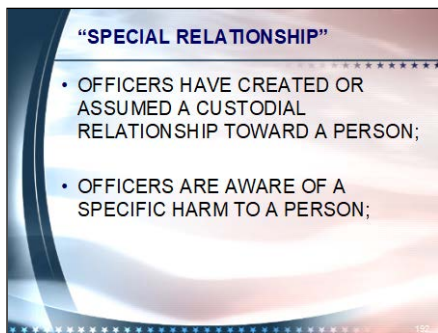 “SPECIAL RELATIONSHIP”
• OFFICERS HAVE CREATED OR
ASSUMED A CUSTODIAL
RELATIONSHIP TOWARD A PERSON;
• OFFICERS ARE AWARE OF A
SPECIFIC HARM TO A PERSON;
192